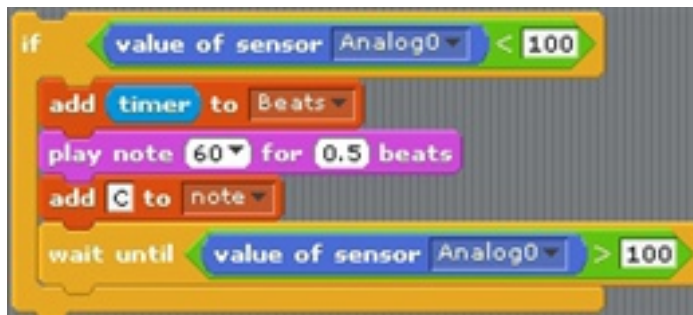 if value of sensor Analog0 < 100
add timer to Beats
play note 60 for 0.5 beats
add C to note
wait until value of sensor Analog0 > 100